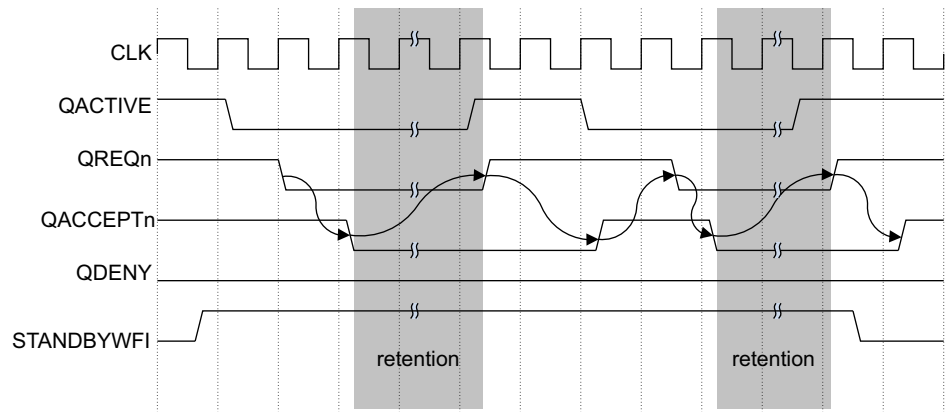 CLK
QACTIVE
QREQn
QACCEPTn
QDENY
STANDBYWFI
retention
retention